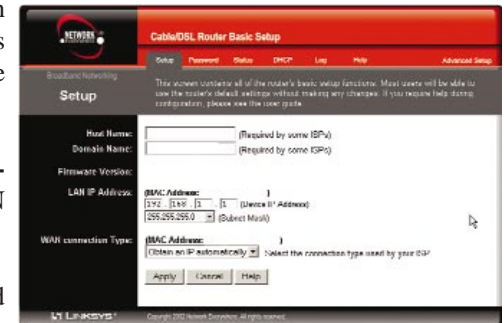 NETWORK
Cable/DSL Router Basic Setup
Setup Password Status DHCP Log Help Advanced Setup
Broadband Networking
Setup
This screen contains all of the router's basic setup functions. Most users will be able to
use the router's default settings without making any changes. If you require help during
configuration, please see the user guide.
Host Name: (Required by some ISPs)
Domain Name: (Required by some ISPs)
Firmware Version:
LAN IP Address: (MAC Address: )
192 . 168 . 1 . 1 (Device IP Address)
255.255.255.0 (Subnet Mask)
WAN connection Type: (MAC Address: )
Obtain an IP automatically Select the connection type used by your ISP
Apply Cancel Help
LINKSYS
Copyright 2002 Network Everywhere. All rights reserved.